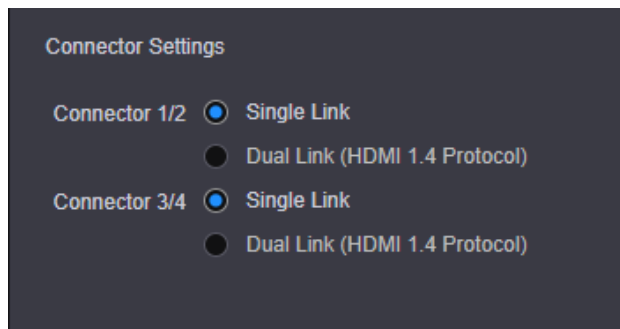 Connector Settings
Connector 1/2 Single Link
Dual Link (HDMI 1.4 Protocol)
Connector 3/4 Single Link
Dual Link (HDMI 1.4 Protocol)